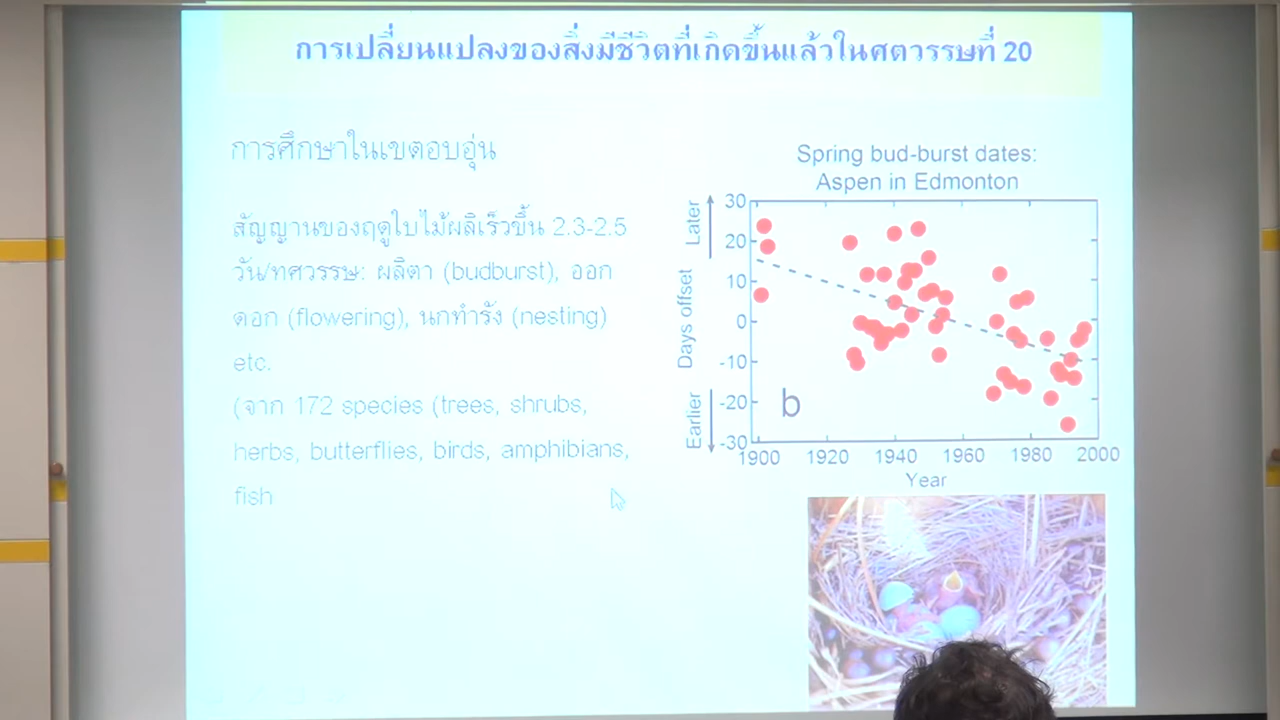 การเปลี่ยนแปลงของสิ่งมีชีวิตที่เกิดขึ้นแล้วในศตวรรษที่ 20
การศึกษาในเขตอบอุ่น
สัญญานของฤดูใบไม้ผลิเร็วขึ้น 2.3-2.5
วัน/ทศวรรษ: ผลิตา (budburst), ออก
ดอก (flowering), นกทำรัง (nesting)
etc.
(จาก 172 species (trees, shrubs,
herbs, butterflies, birds, amphibians,
fish
Spring bud-burst dates:
Aspen in Edmonton
Later
Days offset
Earlier
30
20
10
0
-10
-20
-30
b
1900 1920 1940 1960 1980 2000
Year